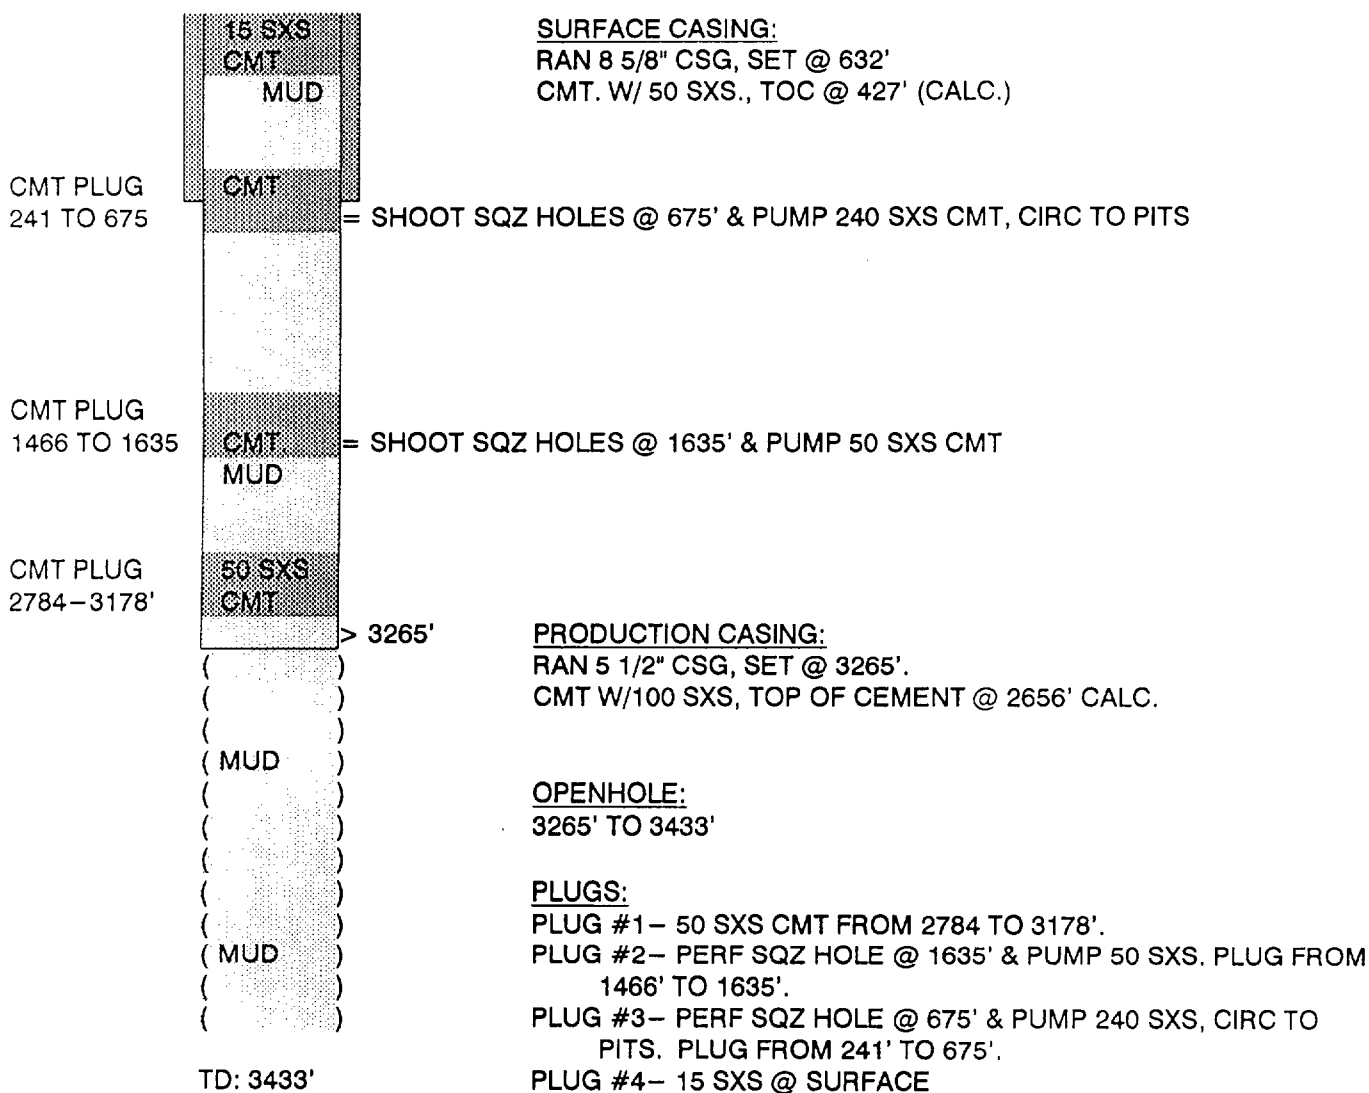 15 SXS
CMT
MUD
SURFACE CASING:
RAN 8 5/8" CSG, SET @ 632'
CMT. W/ 50 SXS., TOC @ 427' (CALC.)
CMT PLUG
241 TO 675
CMT
= SHOOT SQZ HOLES @ 675' & PUMP 240 SXS CMT, CIRC TO PITS
CMT PLUG
1466 TO 1635
CMT
= SHOOT SQZ HOLES @ 1635' & PUMP 50 SXS CMT
MUD
CMT PLUG
2784–3178'
50 SXS
CMT
> 3265'
PRODUCTION CASING:
RAN 5 1/2" CSG, SET @ 3265'.
CMT W/100 SXS, TOP OF CEMENT @ 2656' CALC.
( )
( )
( )
( MUD )
( )
( )
( )
( )
( )
( MUD )
( )
( )
OPENHOLE:
3265' TO 3433'
PLUGS:
PLUG #1– 50 SXS CMT FROM 2784 TO 3178'.
PLUG #2– PERF SQZ HOLE @ 1635' & PUMP 50 SXS. PLUG FROM
1466' TO 1635'.
PLUG #3– PERF SQZ HOLE @ 675' & PUMP 240 SXS, CIRC TO
PITS. PLUG FROM 241' TO 675'.
TD: 3433'
PLUG #4– 15 SXS @ SURFACE